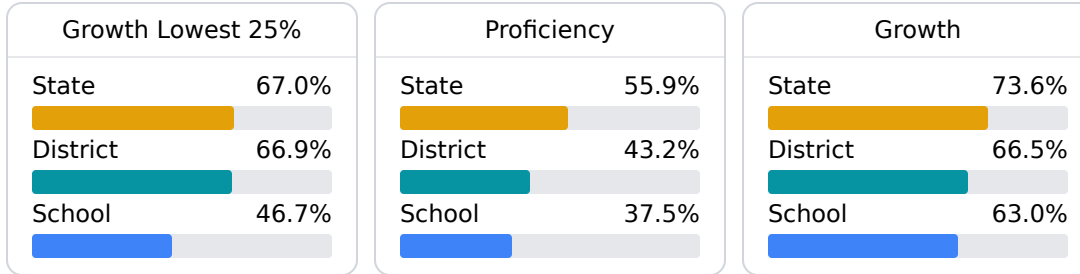 Growth Lowest 25%
State 67.0%
District 66.9%
School 46.7%
Proficiency
State 55.9%
District 43.2%
School 37.5%
Growth
State 73.6%
District 66.5%
School 63.0%